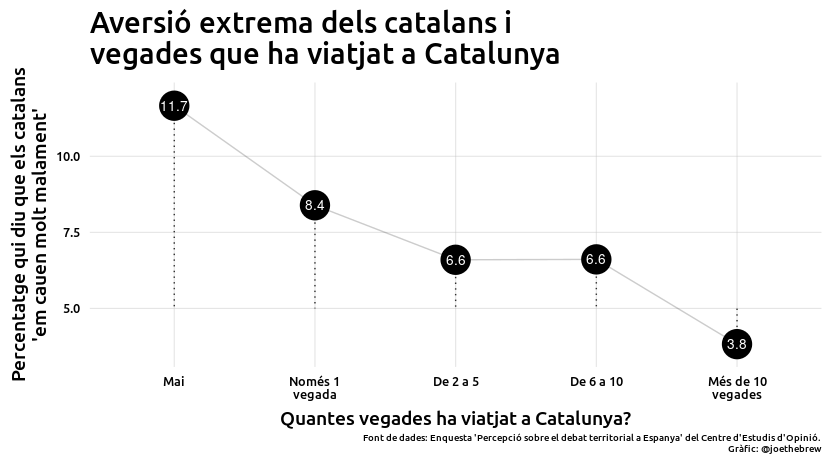 Aversió extrema dels catalans i
vegades que ha viatjat a Catalunya
Percentatge qui diu que els catalans
'em cauen molt malament'
10.0
7.5
5.0
11.7
8.4
6.6
6.6
3.8
Mai
Només 1
vegada
De 2 a 5
De 6 a 10
Més de 10
vegades
Quantes vegades ha viatjat a Catalunya?
Font de dades: Enquesta 'Percepció sobre el debat territorial a Espanya' del Centre d'Estudis d'Opinió.
Gràfic: @joethebrew